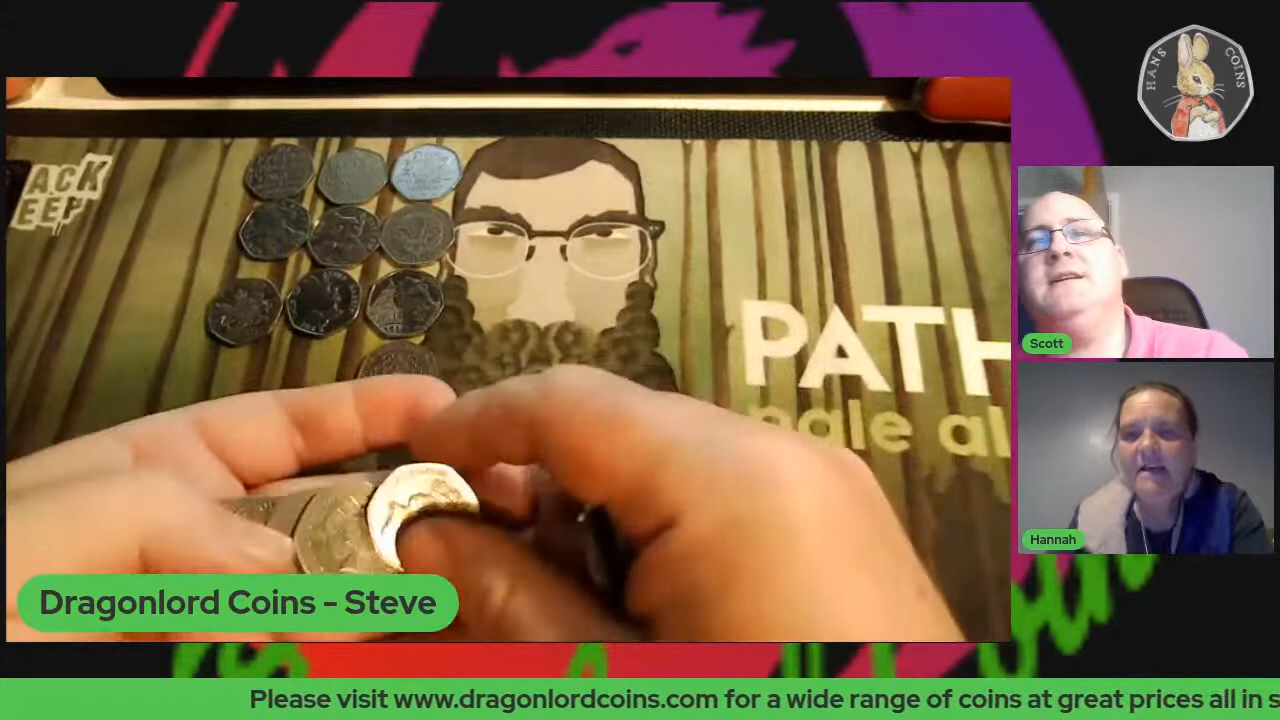 HANS COINS
ACK
EEP
PATH
ngle al
Scott
Hannah
Dragonlord Coins - Steve
Please visit www.dragonlordcoins.com for a wide range of coins at great prices all in s